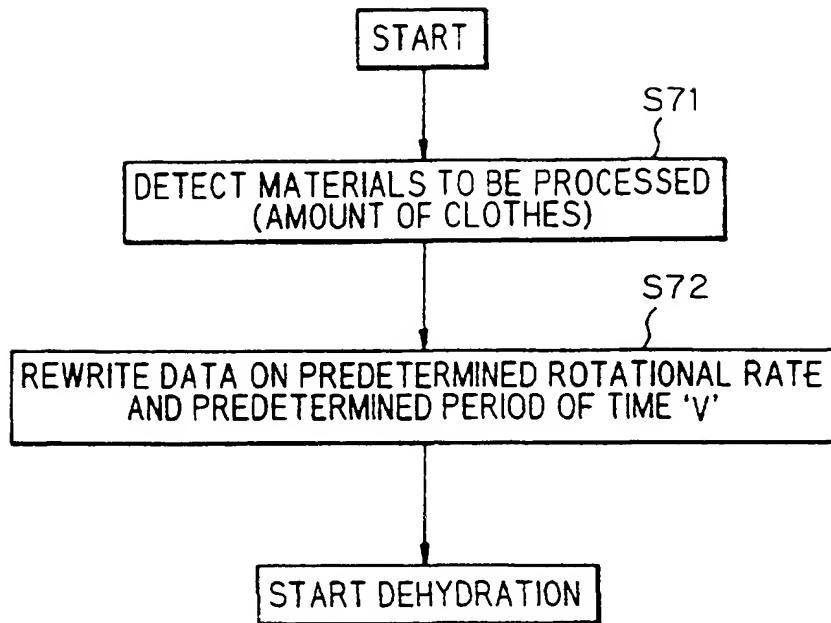 START
S71
DETECT MATERIALS TO BE PROCESSED
(AMOUNT OF CLOTHES)
S72
REWRITE DATA ON PREDETERMINED ROTATIONAL RATE
AND PREDETERMINED PERIOD OF TIME ‘V’
START DEHYDRATION